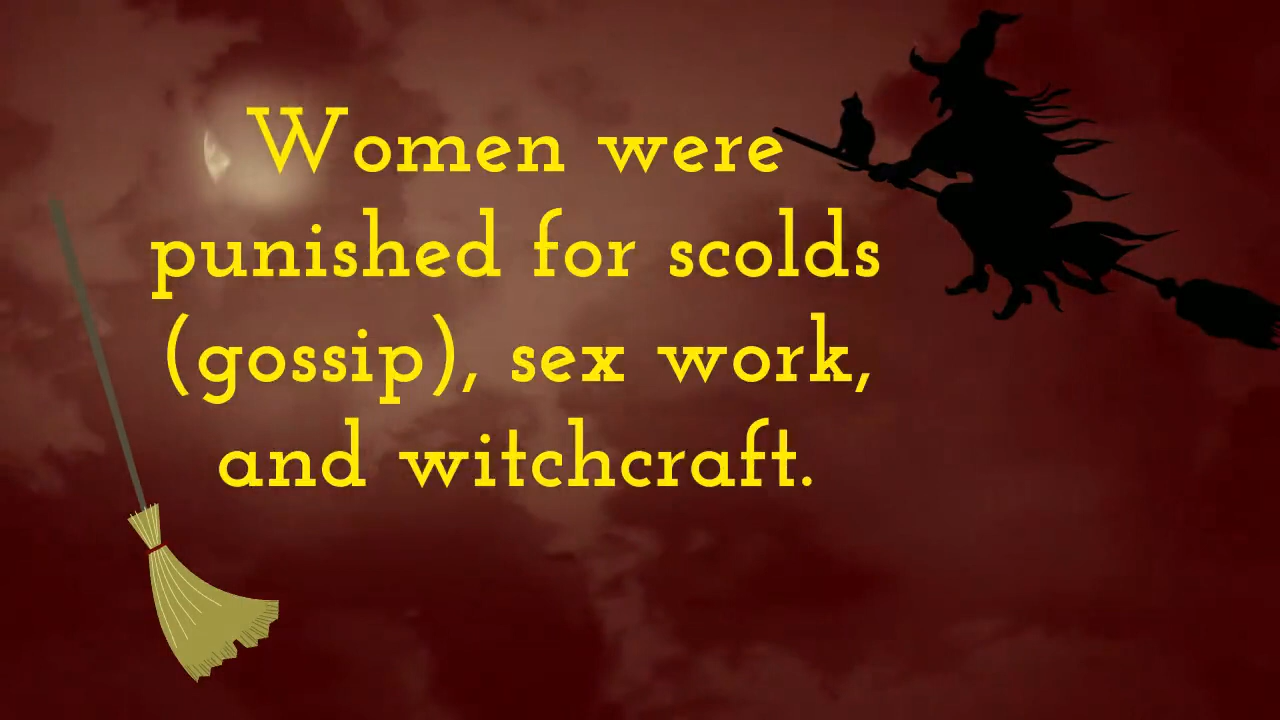 Women were
punished for scolds
(gossip), sex work,
and witchcraft.